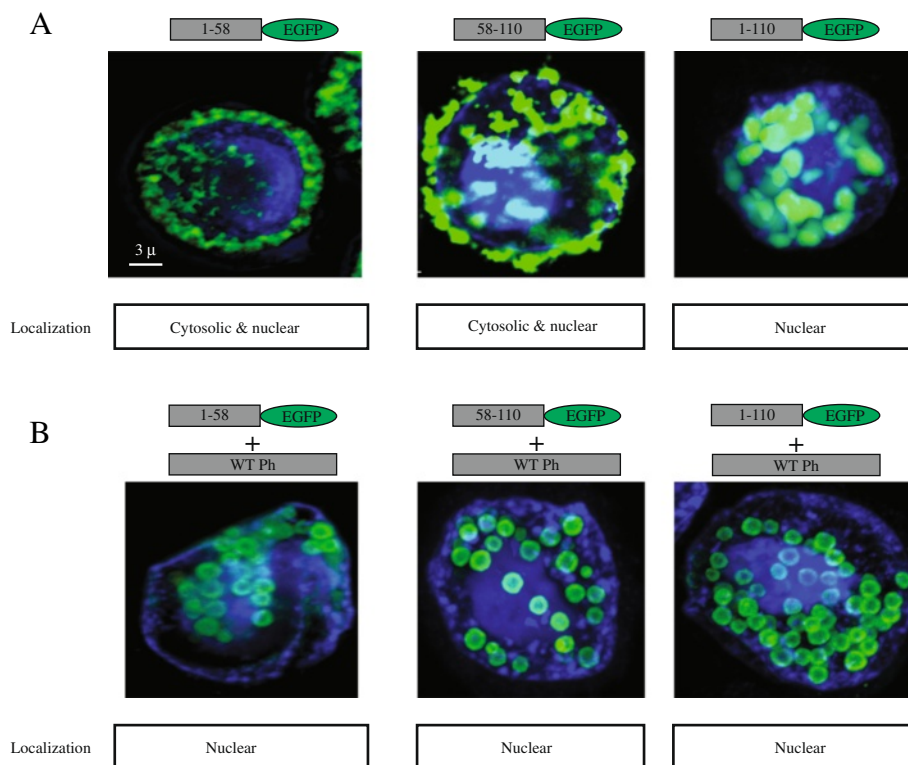 A
1-58 EGFP 58-110 EGFP 1-110 EGFP
3 μ
Localization Cytosolic & nuclear Cytosolic & nuclear Nuclear
B
1-58 EGFP 58-110 EGFP 1-110 EGFP
+ + +
WT Ph WT Ph WT Ph
Localization Nuclear Nuclear Nuclear